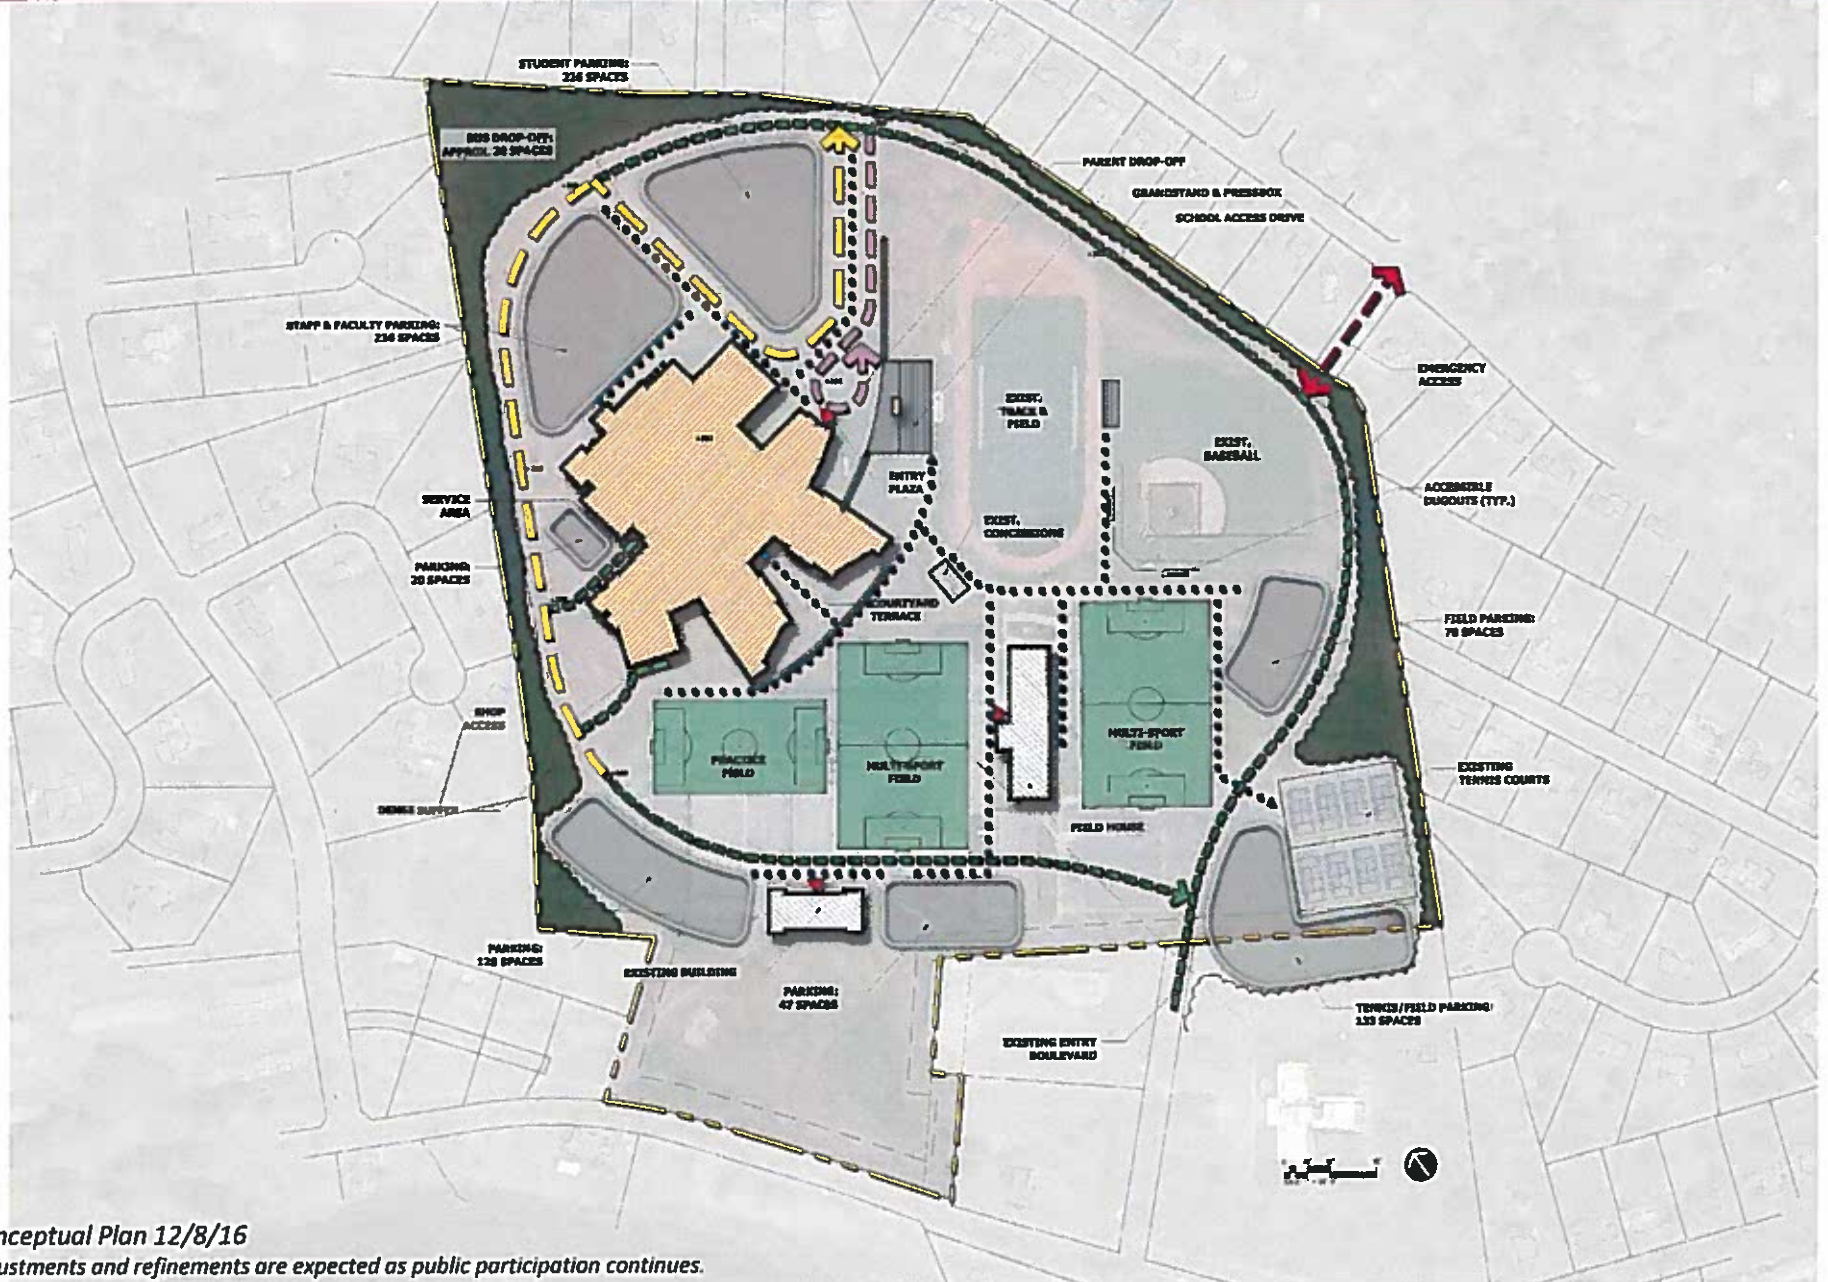 STUDENT PARKING:
236 SPACES
BUS DROP-OFF:
APPROX. 20 SPACES
PARENT DROP-OFF
GRANDSTAND & PRESSBOX
SCHOOL ACCESS DRIVE
STAFF & FACULTY PARKING:
SPACES
EMERGENCY
ACCESS
EXIST.
TRACK &
FIELD
EXIST.
BASEBALL
ENTRY
PLAZA
ACCESSIBLE
DUGOUTS (TYP.)
SERVICE
AREA
EXIST.
CONCESSIONS
PARKING:
20 SPACES
COURTYARD
TERRACE
FIELD PARKING:
70 SPACES
SHOP
ACCESS
PRACTICE
FIELD
MULTI-SPORT
FIELD
MULTI-SPORT
FIELD
EXISTING
TENNIS COURTS
DENSE BUFFER
FIELD HOUSE
PARKING:
128 SPACES
EXISTING BUILDING
PARKING:
47 SPACES
TENNIS/FIELD PARKING:
133 SPACES
EXISTING ENTRY
BOULEVARD
nceptual Plan 12/8/16
ustments and refinements are expected as public participation continues.